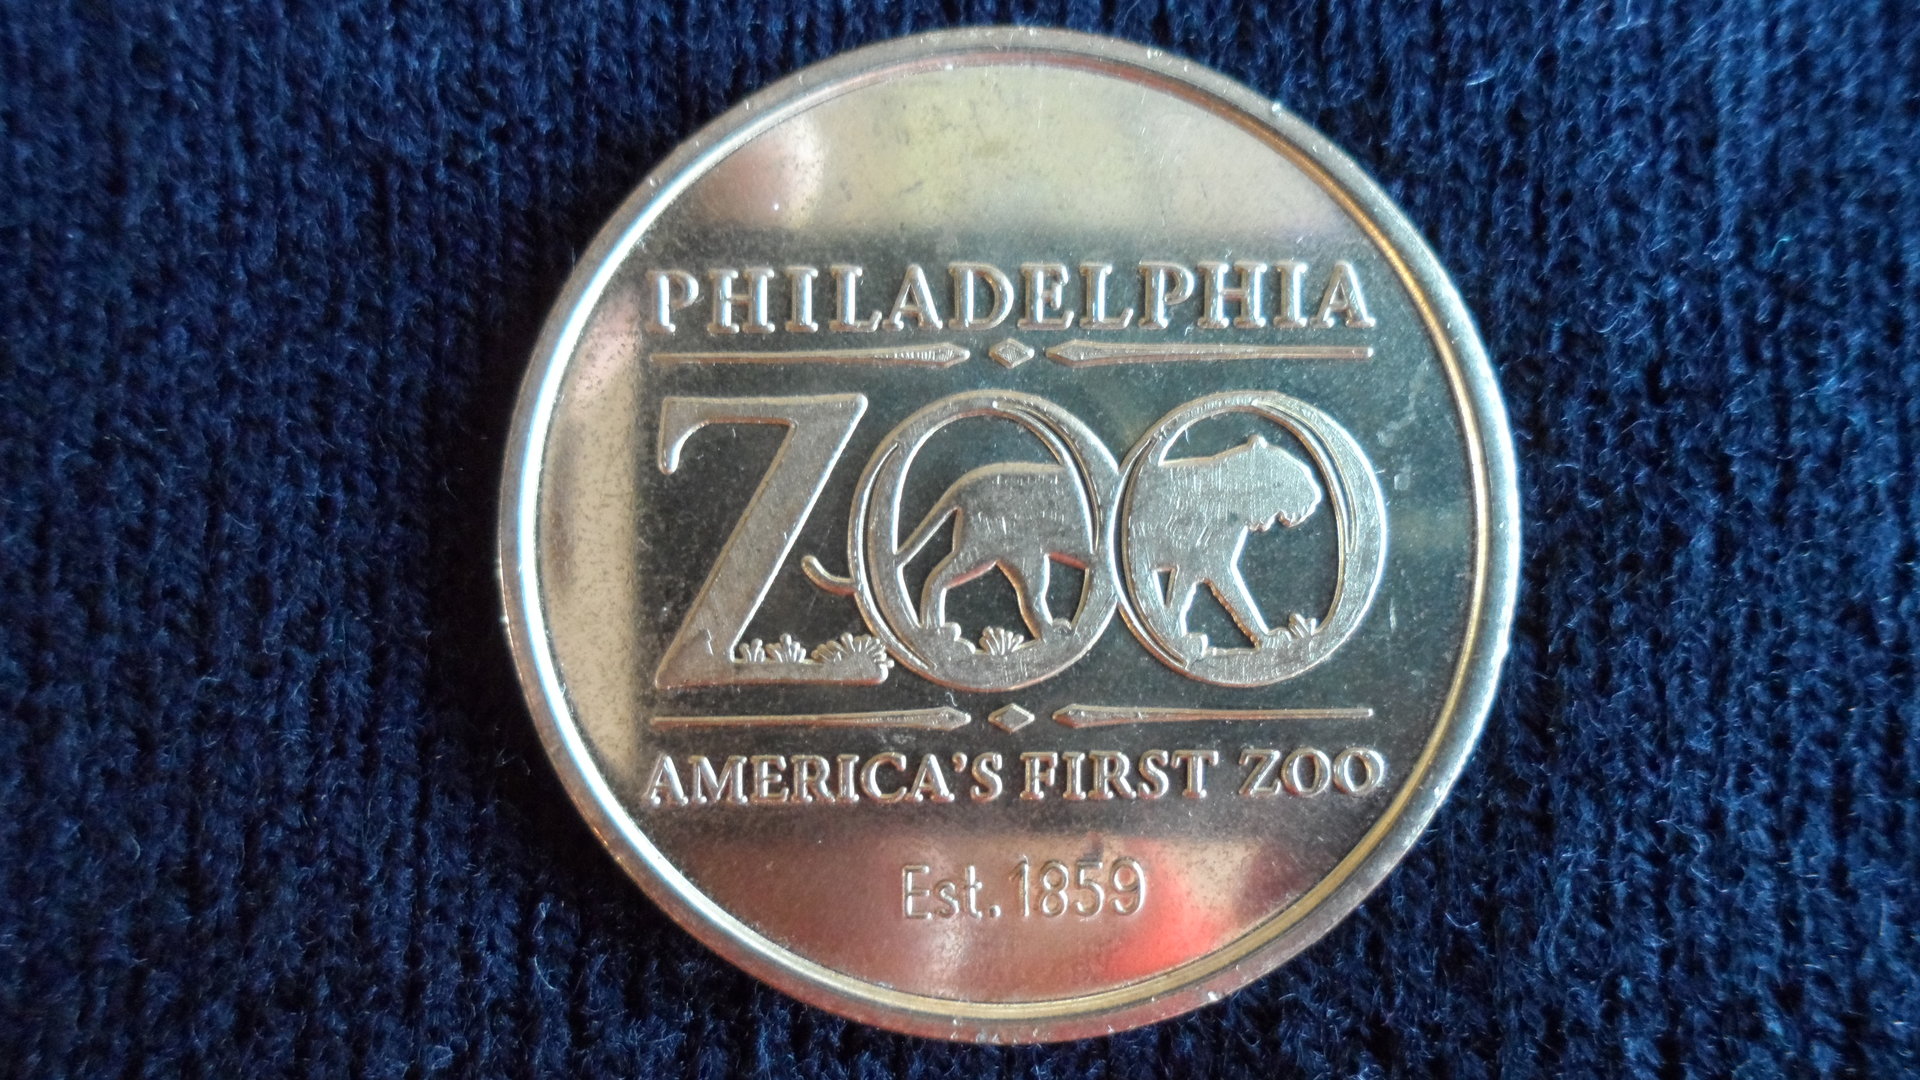 PHILADELPHIA
ZOO
AMERICA'S FIRST ZOO
Est. 1859